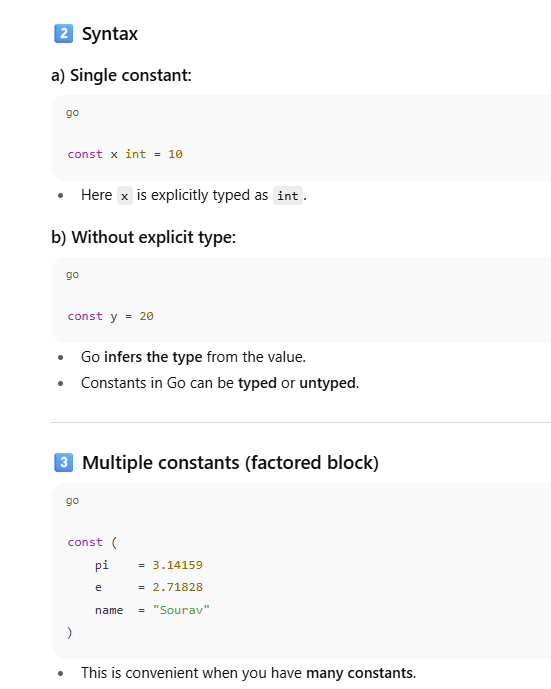 2 Syntax
a) Single constant:
go
const x int = 10
Here x is explicitly typed as int.
b) Without explicit type:
go
const y = 20
Go infers the type from the value.
Constants in Go can be typed or untyped.
3 Multiple constants (factored block)
go
const (
    pi    = 3.14159
    e     = 2.71828
    name  = "Sourav"
)
This is convenient when you have many constants.